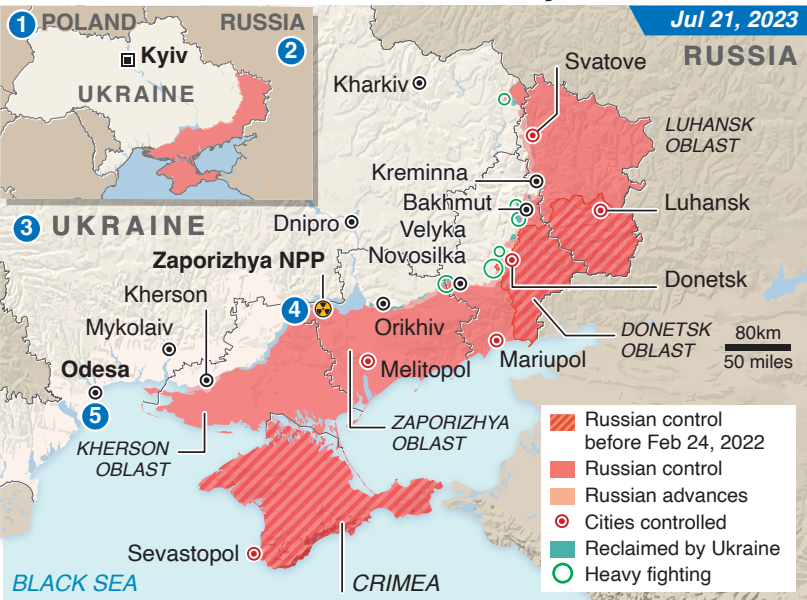 1 POLAND
RUSSIA
2
Kyiv
UKRAINE
Jul 21, 2023
RUSSIA
Svatove
Kharkiv
LUHANSK
OBLAST
Kreminna
Bakhmut
Luhansk
3 UKRAINE
Dnipro
Velyka
Novosilka
Zaporizhya NPP
Donetsk
Kherson
4
Mykolaiv
Orikhiv
DONETSK
OBLAST
80km
50 miles
Mariupol
Odesa
Melitopol
5
KHERSON
OBLAST
ZAPORIZHYA
OBLAST
Russian control
before Feb 24, 2022
Russian control
Russian advances
Cities controlled
Reclaimed by Ukraine
Heavy fighting
Sevastopol
BLACK SEA
CRIMEA